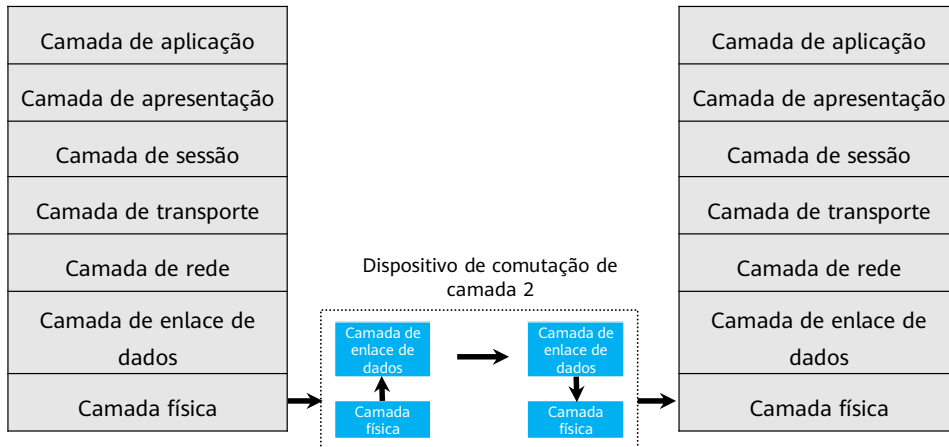 Camada de aplicação
Camada de apresentação
Camada de sessão
Camada de transporte
Camada de rede
Camada de enlace de
dados
Camada física
Dispositivo de comutação de
camada 2
Camada de
enlace de
dados
Camada
física
Camada de
enlace de
dados
Camada
física
Camada de aplicação
Camada de apresentação
Camada de sessão
Camada de transporte
Camada de rede
Camada de enlace de
dados
Camada física